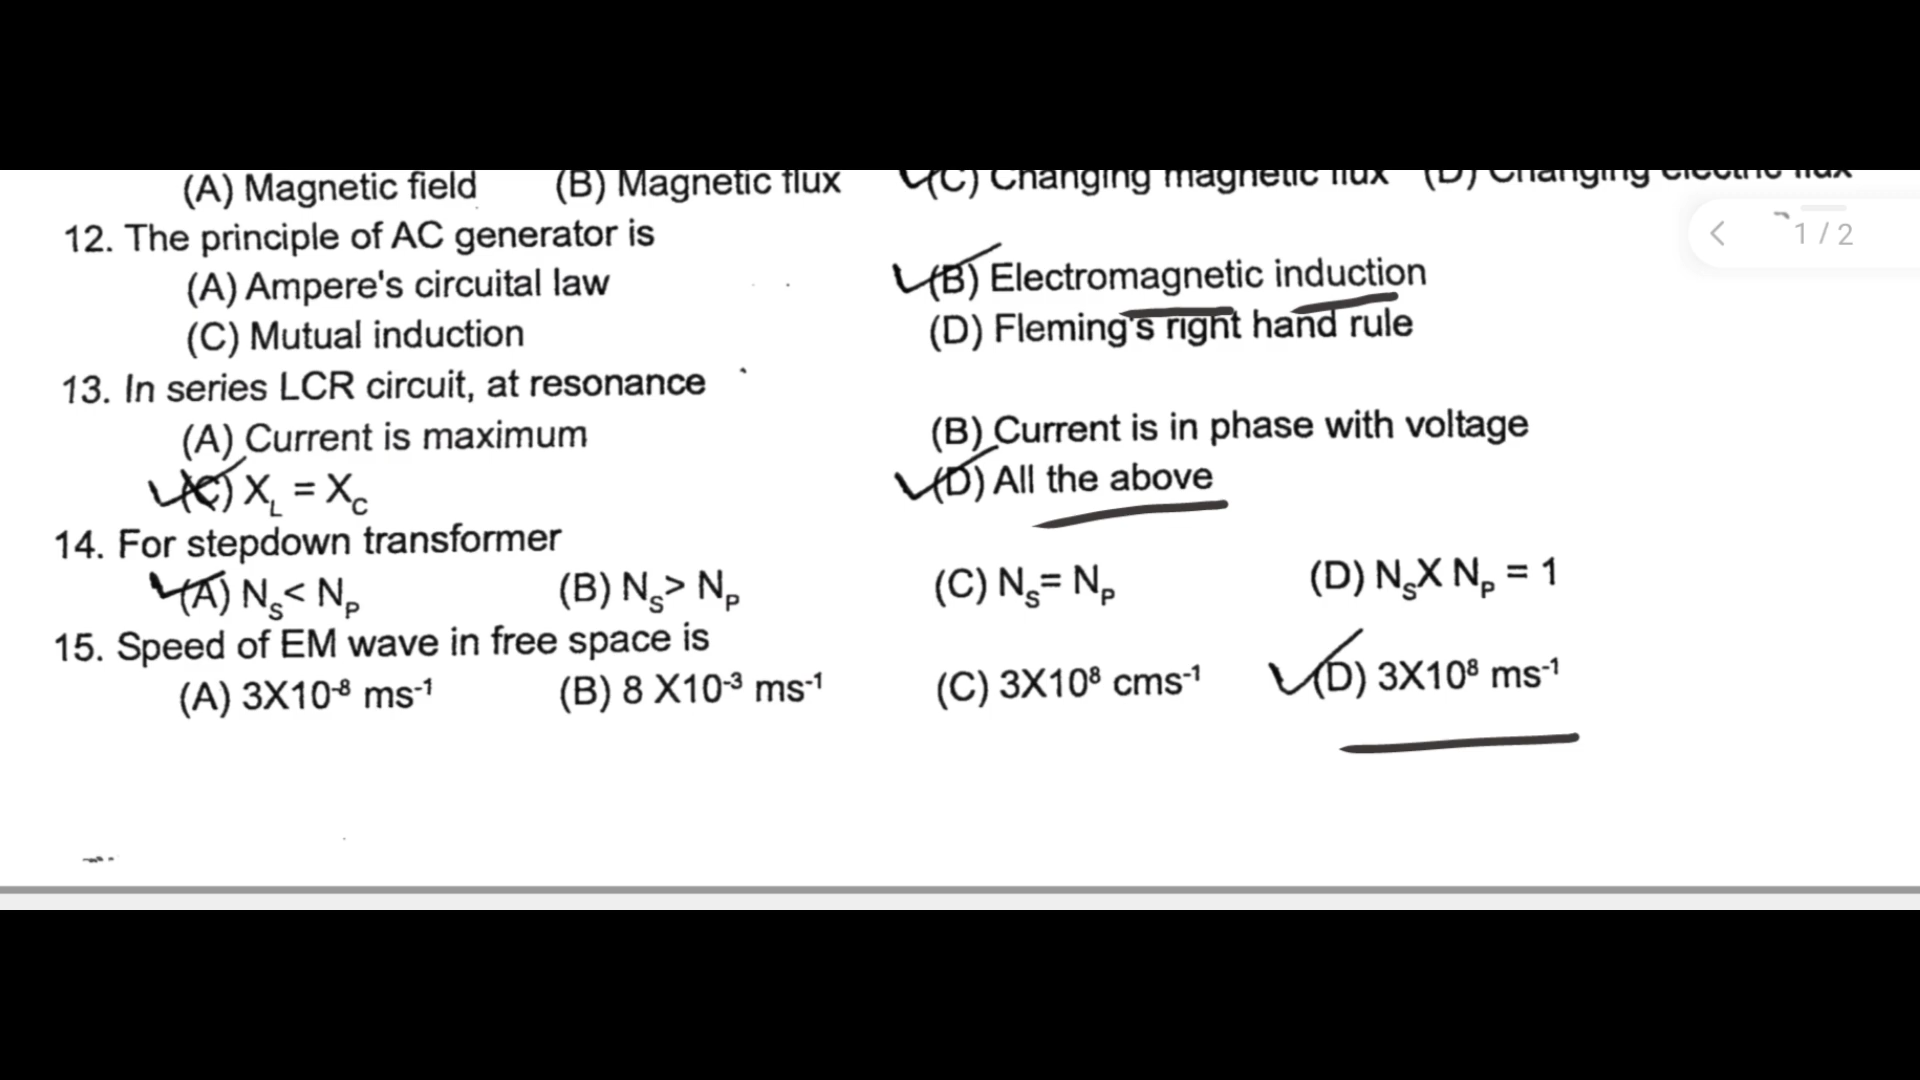 (A) Magnetic field (B) Magnetic flux (C) Changing magnetic flux (D) Changing electric flux
12. The principle of AC generator is
(A) Ampere's circuital law (B) Electromagnetic induction
(C) Mutual induction (D) Fleming's right hand rule
13. In series LCR circuit, at resonance
(A) Current is maximum (B) Current is in phase with voltage
(C) X_L = X_C (D) All the above
14. For stepdown transformer
(A) N_S < N_P (B) N_S > N_P (C) N_S = N_P (D) N_S X N_P = 1
15. Speed of EM wave in free space is
(A) 3X10⁻⁸ ms⁻¹ (B) 8 X10⁻³ ms⁻¹ (C) 3X10⁸ cms⁻¹ (D) 3X10⁸ ms⁻¹
1 / 2